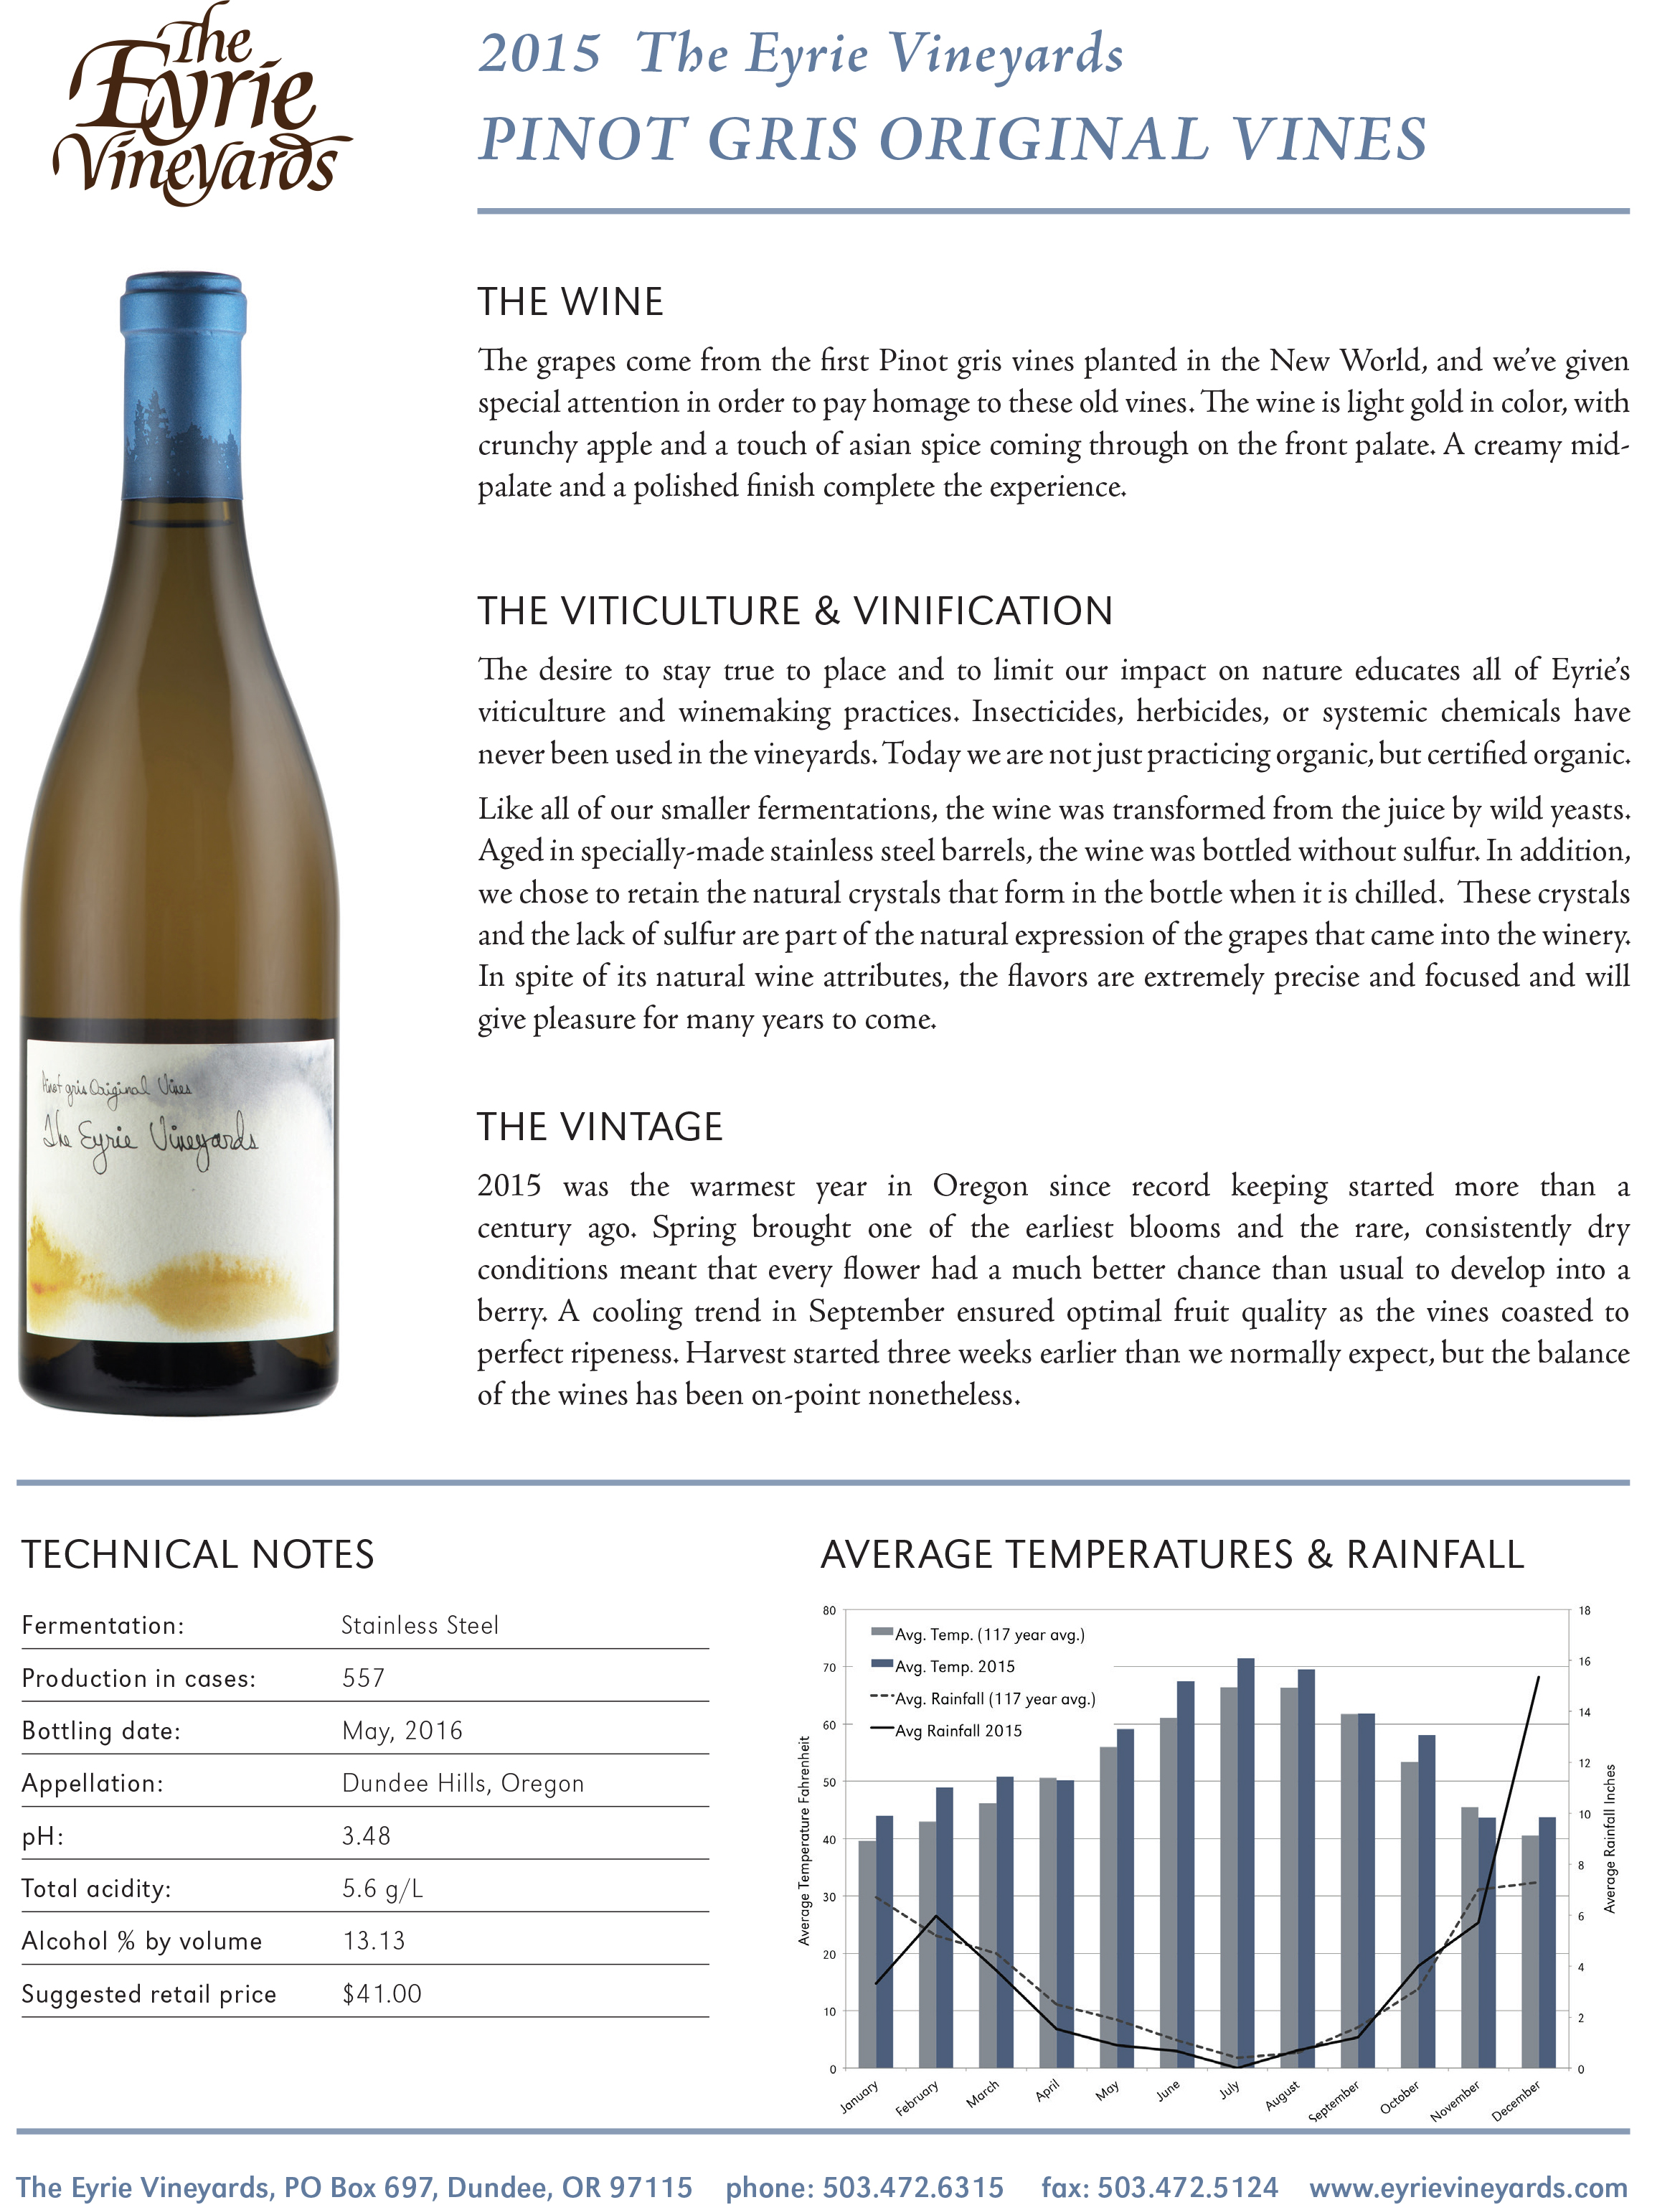 The
Eyrie
Vineyards
2015 The Eyrie Vineyards
PINOT GRIS ORIGINAL VINES
THE WINE
The grapes come from the first Pinot gris vines planted in the New World, and we've given
special attention in order to pay homage to these old vines. The wine is light gold in color, with
crunchy apple and a touch of asian spice coming through on the front palate. A creamy mid-
palate and a polished finish complete the experience.
THE VITICULTURE & VINIFICATION
The desire to stay true to place and to limit our impact on nature educates all of Eyrie's
viticulture and winemaking practices. Insecticides, herbicides, or systemic chemicals have
never been used in the vineyards. Today we are not just practicing organic, but certified organic.
Like all of our smaller fermentations, the wine was transformed from the juice by wild yeasts.
Aged in specially-made stainless steel barrels, the wine was bottled without sulfur. In addition,
we chose to retain the natural crystals that form in the bottle when it is chilled. These crystals
and the lack of sulfur are part of the natural expression of the grapes that came into the winery.
In spite of its natural wine attributes, the flavors are extremely precise and focused and will
give pleasure for many years to come.
Pinot gris Original Vines
The Eyrie Vineyards
THE VINTAGE
2015 was the warmest year in Oregon since record keeping started more than a
century ago. Spring brought one of the earliest blooms and the rare, consistently dry
conditions meant that every flower had a much better chance than usual to develop into a
berry. A cooling trend in September ensured optimal fruit quality as the vines coasted to
perfect ripeness. Harvest started three weeks earlier than we normally expect, but the balance
of the wines has been on-point nonetheless.
TECHNICAL NOTES
Fermentation: Stainless Steel
Production in cases: 557
Bottling date: May, 2016
Appellation: Dundee Hills, Oregon
pH: 3.48
Total acidity: 5.6 g/L
Alcohol % by volume 13.13
Suggested retail price $41.00
AVERAGE TEMPERATURES & RAINFALL
Avg. Temp. (117 year avg.)
Avg. Temp. 2015
Avg. Rainfall (117 year avg.)
Avg Rainfall 2015
Average Temperature Fahrenheit
80
70
60
50
40
30
20
10
0
Average Rainfall Inches
18
16
14
12
10
8
6
4
2
0
January
February
March
April
May
June
July
August
September
October
November
December
The Eyrie Vineyards, PO Box 697, Dundee, OR 97115 phone: 503.472.6315 fax: 503.472.5124 www.eyrievineyards.com